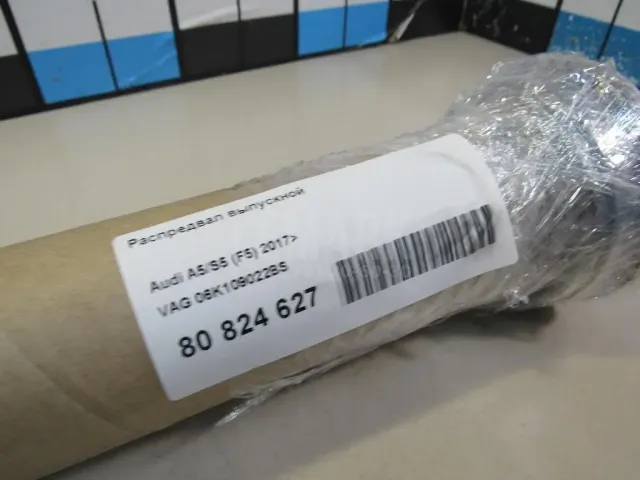 Распредвал выпускной
Audi A5/S5 (F5) 2017>
VAG 06K109022BS
80 824 627